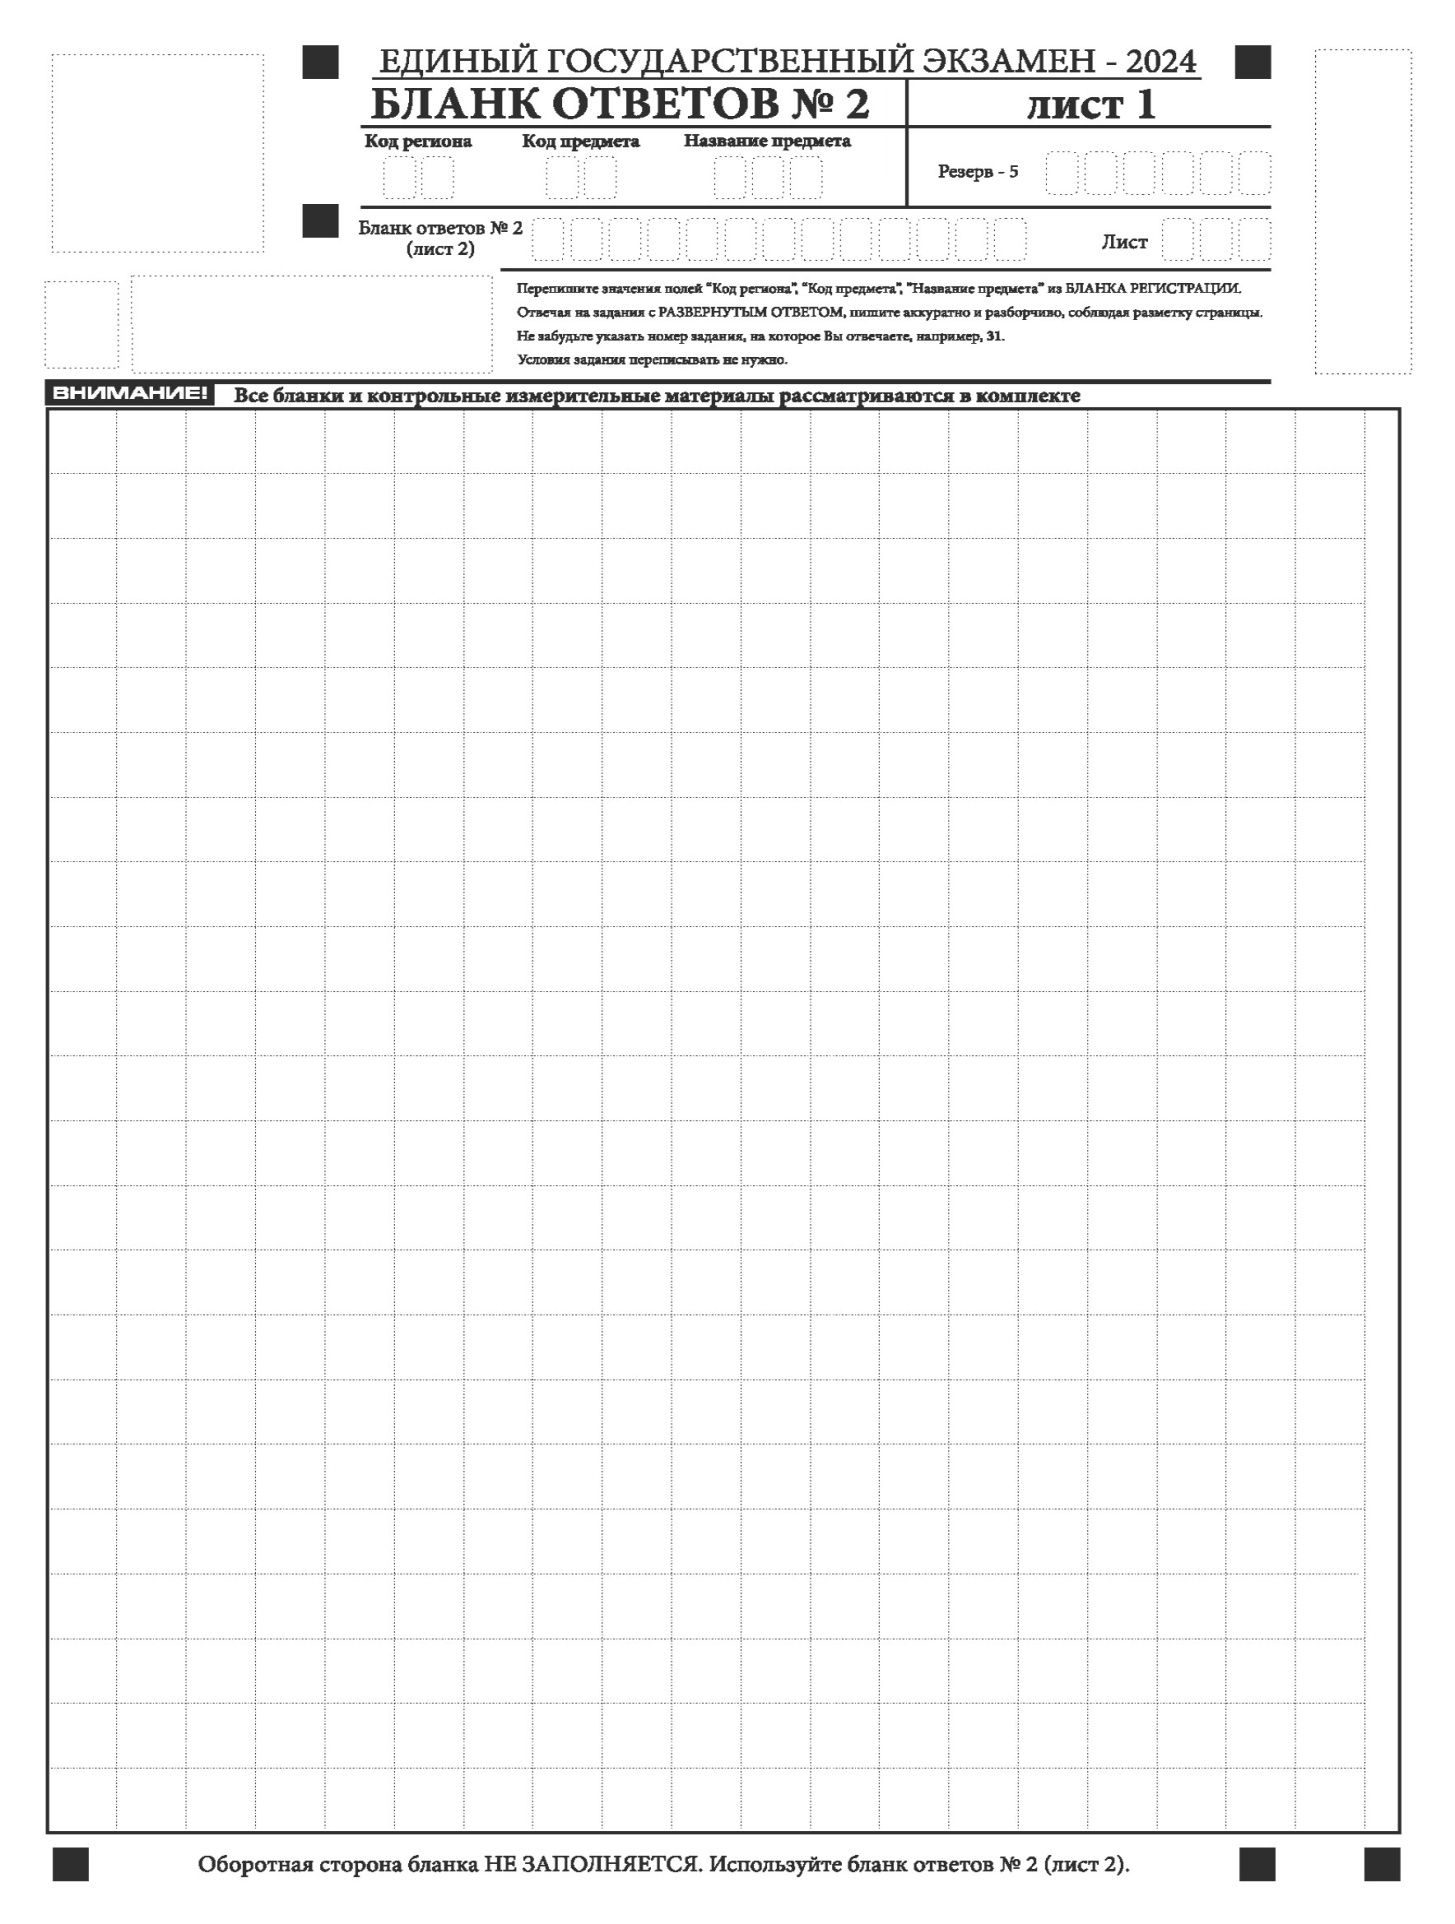 ЕДИНЫЙ ГОСУДАРСТВЕННЫЙ ЭКЗАМЕН - 2024
БЛАНК ОТВЕТОВ № 2
лист 1
Код региона
Код предмета
Название предмета
Резерв - 5
Бланк ответов № 2
(лист 2)
Лист
Перепишите значения полей “Код региона”, “Код предмета”, “Название предмета” из БЛАНКА РЕГИСТРАЦИИ.
Отвечая на задания с РАЗВЕРНУТЫМ ОТВЕТОМ, пишите аккуратно и разборчиво, соблюдая разметку страницы.
Не забудьте указать номер задания, на которое Вы отвечаете, например, 31.
Условия задания переписывать не нужно.
ВНИМАНИЕ! Все бланки и контрольные измерительные материалы рассматриваются в комплекте
Оборотная сторона бланка НЕ ЗАПОЛНЯЕТСЯ. Используйте бланк ответов № 2 (лист 2).